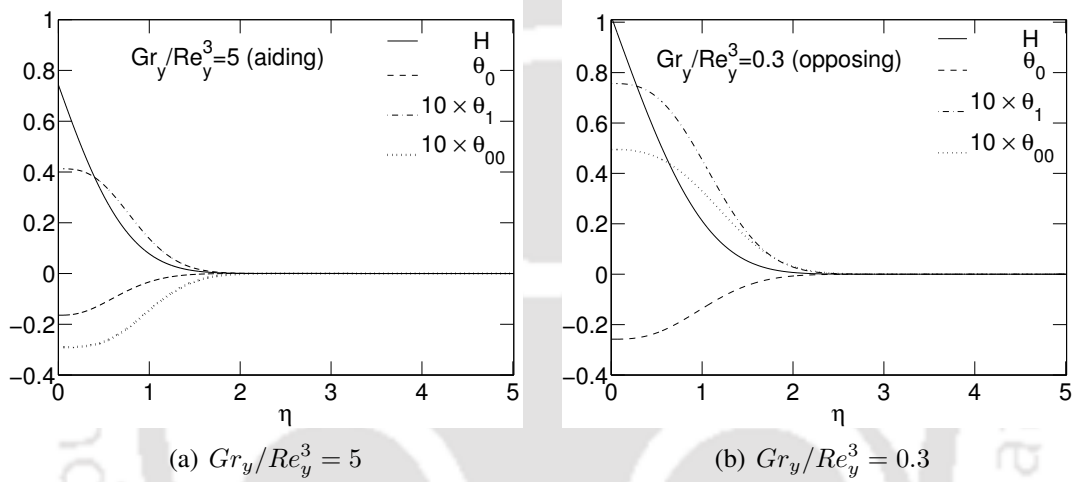 1
0.8
0.6
0.4
0.2
0
−0.2
−0.4
Gr_y/Re_y^3=5 (aiding)
H
θ_0
10 × θ_1
10 × θ_00
0 1 2 3 4 5
η
(a) Gr_y/Re_y^3 = 5
1
0.8
0.6
0.4
0.2
0
−0.2
−0.4
Gr_y/Re_y^3=0.3 (opposing)
H
θ_0
10 × θ_1
10 × θ_00
0 1 2 3 4 5
η
(b) Gr_y/Re_y^3 = 0.3